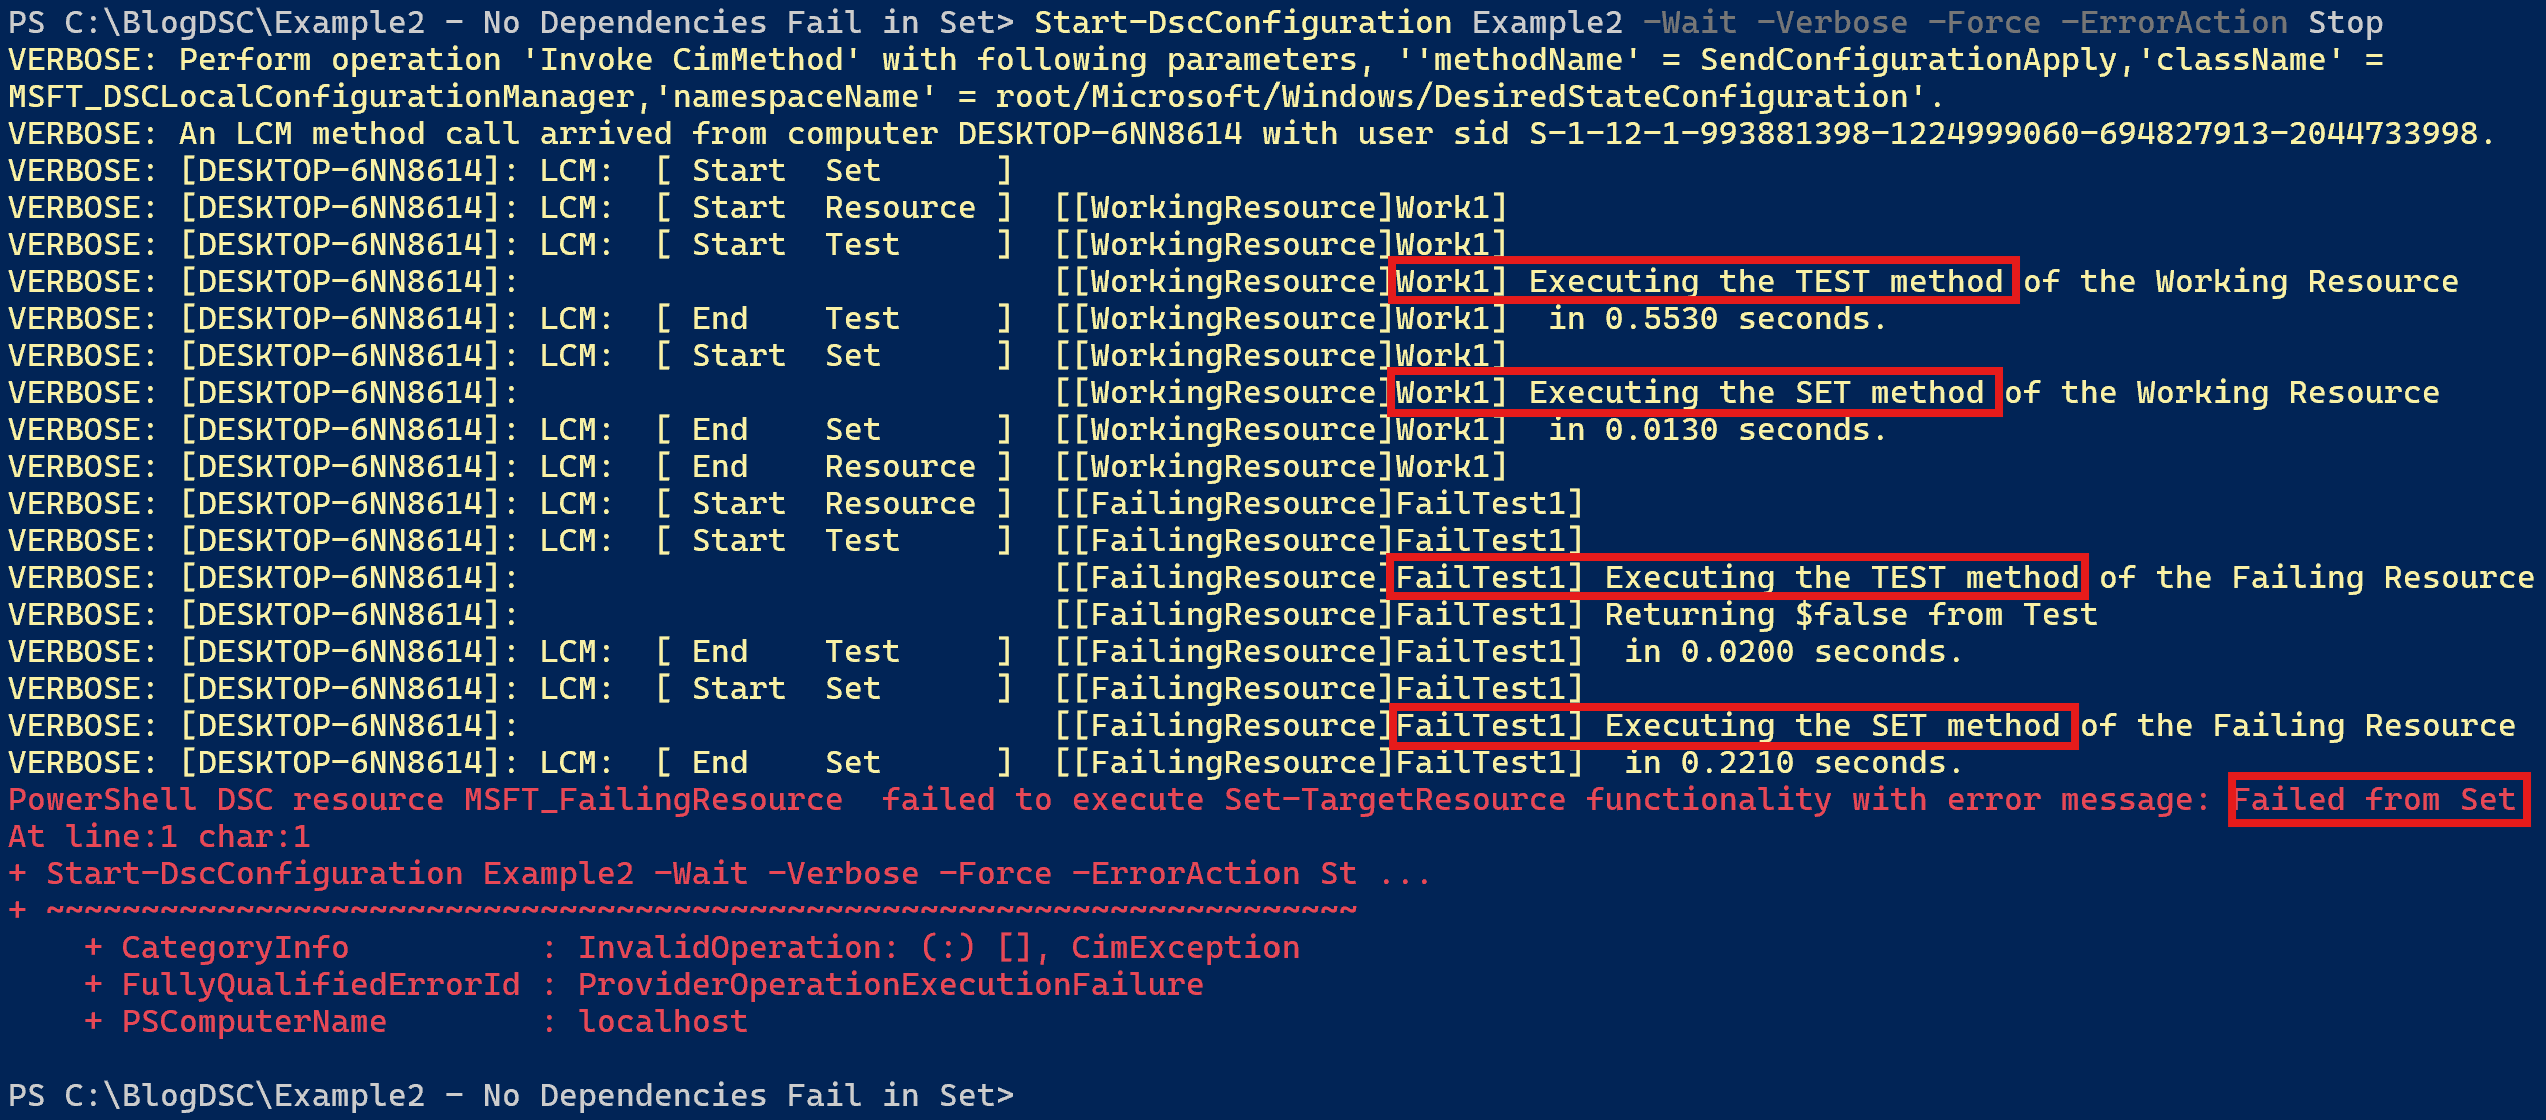 PS C:\BlogDSC\Example2 - No Dependencies Fail in Set> Start-DscConfiguration Example2 -Wait -Verbose -Force -ErrorAction Stop
VERBOSE: Perform operation 'Invoke CimMethod' with following parameters, ''methodName' = SendConfigurationApply,'className' =
MSFT_DSCLocalConfigurationManager,'namespaceName' = root/Microsoft/Windows/DesiredStateConfiguration'.
VERBOSE: An LCM method call arrived from computer DESKTOP-6NN8614 with user sid S-1-12-1-993881398-1224999060-694827913-2044733998.
VERBOSE: [DESKTOP-6NN8614]: LCM:  [ Start  Set      ]
VERBOSE: [DESKTOP-6NN8614]: LCM:  [ Start  Resource ]  [[WorkingResource]Work1]
VERBOSE: [DESKTOP-6NN8614]: LCM:  [ Start  Test     ]  [[WorkingResource]Work1]
VERBOSE: [DESKTOP-6NN8614]:                            [[WorkingResource]Work1] Executing the TEST method of the Working Resource
VERBOSE: [DESKTOP-6NN8614]: LCM:  [ End    Test     ]  [[WorkingResource]Work1]  in 0.5530 seconds.
VERBOSE: [DESKTOP-6NN8614]: LCM:  [ Start  Set      ]  [[WorkingResource]Work1]
VERBOSE: [DESKTOP-6NN8614]:                            [[WorkingResource]Work1] Executing the SET method of the Working Resource
VERBOSE: [DESKTOP-6NN8614]: LCM:  [ End    Set      ]  [[WorkingResource]Work1]  in 0.0130 seconds.
VERBOSE: [DESKTOP-6NN8614]: LCM:  [ End    Resource ]  [[WorkingResource]Work1]
VERBOSE: [DESKTOP-6NN8614]: LCM:  [ Start  Resource ]  [[FailingResource]FailTest1]
VERBOSE: [DESKTOP-6NN8614]: LCM:  [ Start  Test     ]  [[FailingResource]FailTest1]
VERBOSE: [DESKTOP-6NN8614]:                            [[FailingResource]FailTest1] Executing the TEST method of the Failing Resource
VERBOSE: [DESKTOP-6NN8614]:                            [[FailingResource]FailTest1] Returning $false from Test
VERBOSE: [DESKTOP-6NN8614]: LCM:  [ End    Test     ]  [[FailingResource]FailTest1]  in 0.0200 seconds.
VERBOSE: [DESKTOP-6NN8614]: LCM:  [ Start  Set      ]  [[FailingResource]FailTest1]
VERBOSE: [DESKTOP-6NN8614]:                            [[FailingResource]FailTest1] Executing the SET method of the Failing Resource
VERBOSE: [DESKTOP-6NN8614]: LCM:  [ End    Set      ]  [[FailingResource]FailTest1]  in 0.2210 seconds.
PowerShell DSC resource MSFT_FailingResource  failed to execute Set-TargetResource functionality with error message: Failed from Set
At line:1 char:1
+ Start-DscConfiguration Example2 -Wait -Verbose -Force -ErrorAction St ...
+ ~~~~~~~~~~~~~~~~~~~~~~~~~~~~~~~~~~~~~~~~~~~~~~~~~~~~~~~~~~~~~~~~~~~~~
    + CategoryInfo          : InvalidOperation: (:) [], CimException
    + FullyQualifiedErrorId : ProviderOperationExecutionFailure
    + PSComputerName        : localhost
PS C:\BlogDSC\Example2 - No Dependencies Fail in Set>